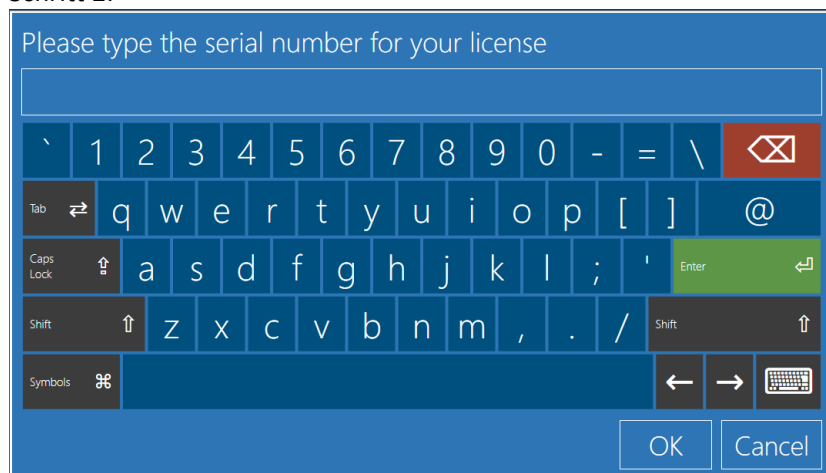 Please type the serial number for your license
` 1 2 3 4 5 6 7 8 9 0 - = \
Tab q w e r t y u i o p [ ] @
Caps Lock a s d f g h j k l ; ' Enter
Shift z x c v b n m , . / Shift
Symbols
OK Cancel